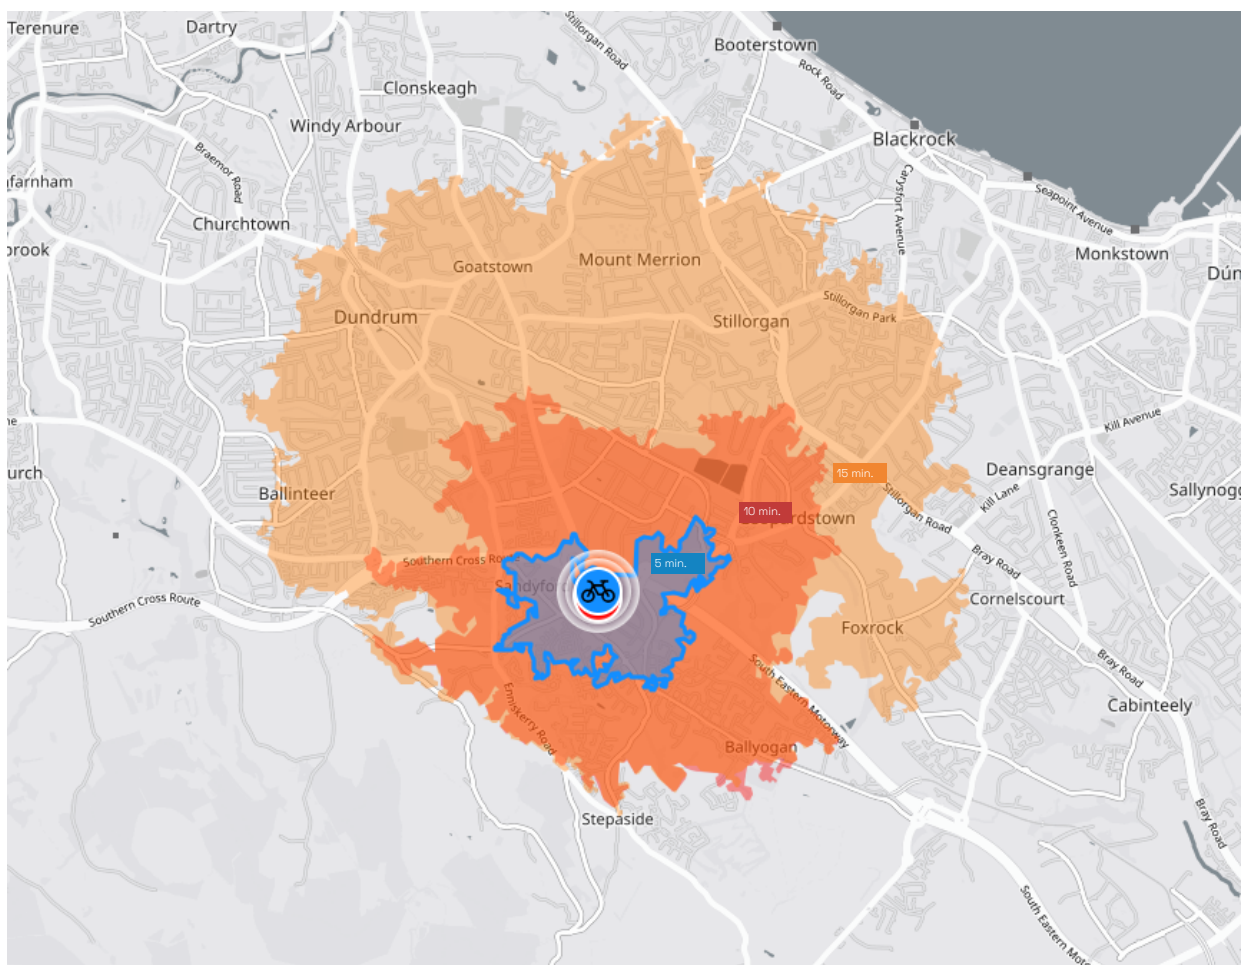 Terenure
Dartry
Stillorgan Road
Booterstown
Rock Road
Clonskeagh
Windy Arbour
Blackrock
Braemor Road
Carysfort Avenue
Seapoint Avenue
Churchtown
Monkstown
Goatstown
Mount Merrion
Dundrum
Stillorgan
Stillorgan Park
Kill Avenue
15 min.
Deansgrange
Ballinteer
Stillorgan Road
Kill Lane
10 min.
Clonkeen Road
Southern Cross
5 min.
Bray Road
Southern Cross Route
Cornelscourt
Foxrock
Bray Road
South Eastern Motorway
Enniskerry Road
Cabinteely
Ballyogan
Stepaside
Bray Road
South Eastern